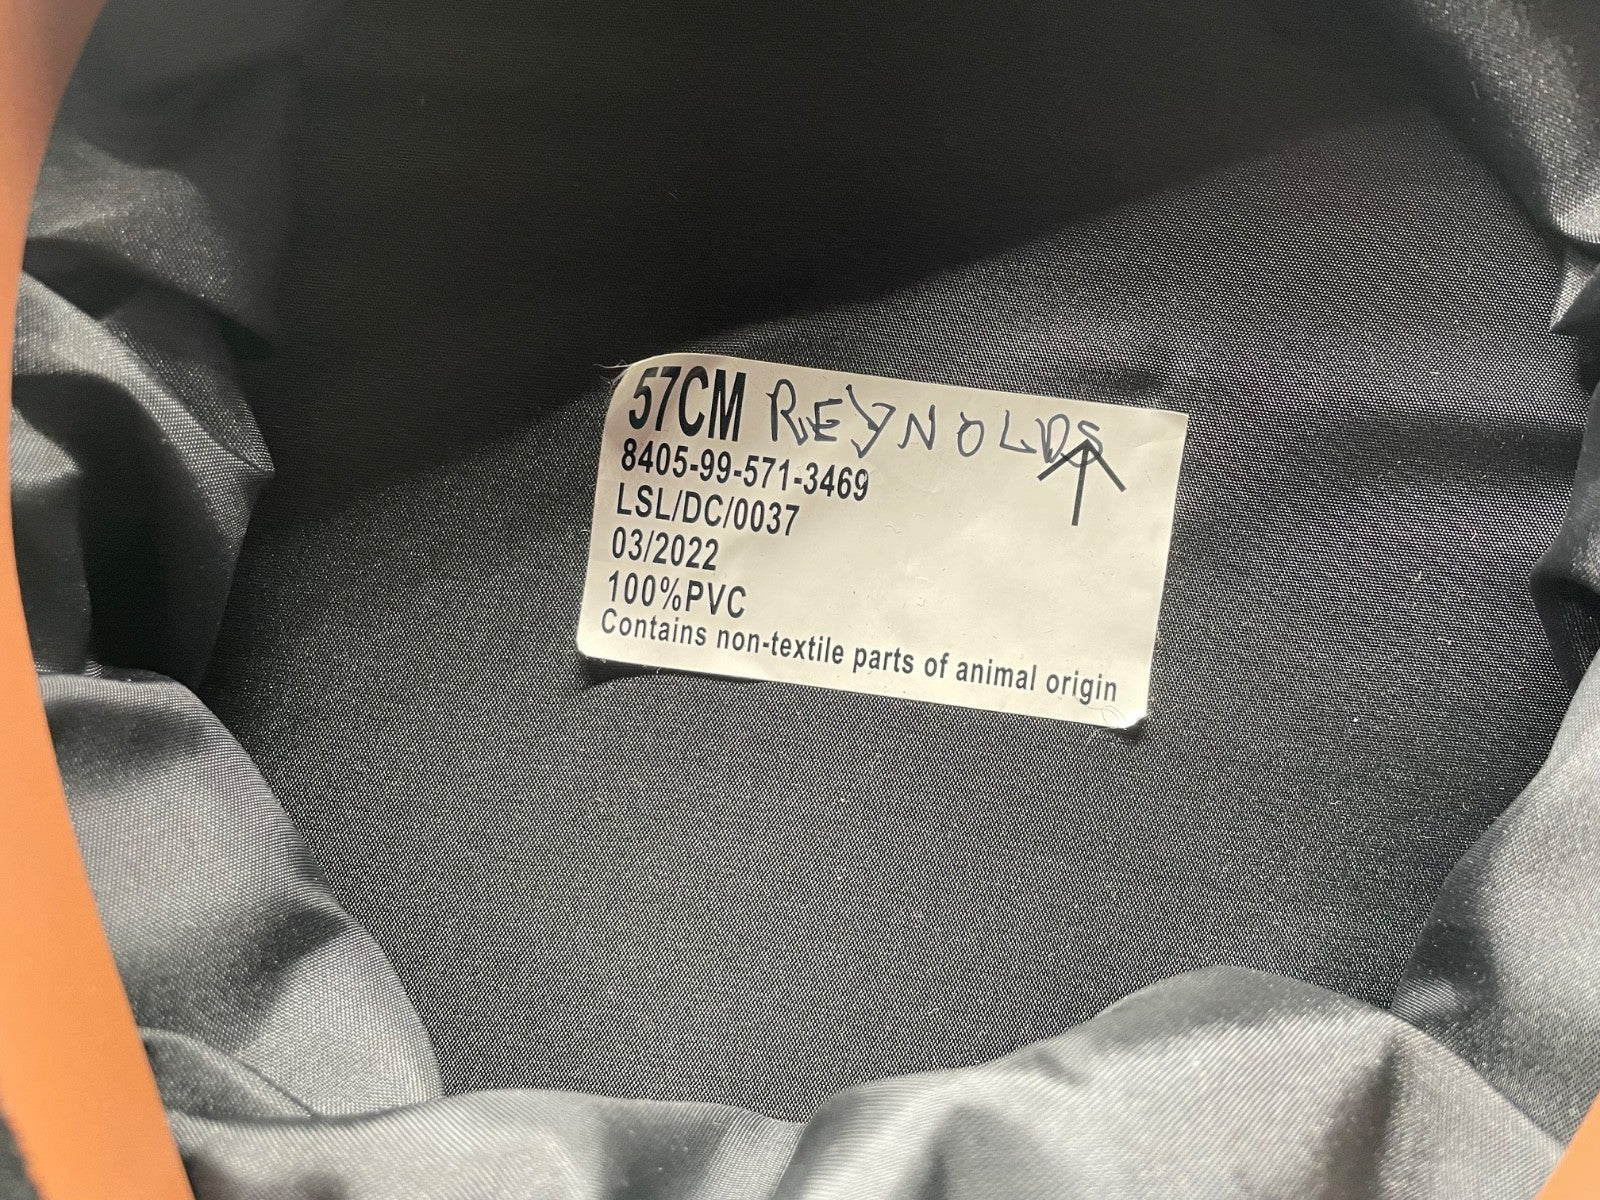 57CM REYNOLDS
8405-99-571-3469
LSL/DC/0037
03/2022
100%PVC
Contains non-textile parts of animal origin